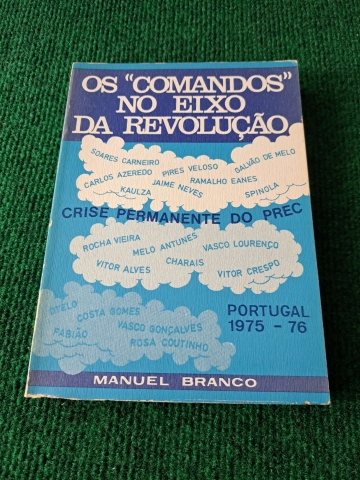 OS "COMANDOS"
NO EIXO
DA REVOLUÇÃO
SOARES CARNEIRO
PIRES VELOSO
GALVÃO DE MELO
CARLOS AZEREDO
JAIME NEVES
RAMALHO EANES
KAULZA
SPINOLA
CRISE PERMANENTE DO PREC
ROCHA VIEIRA
MELO ANTUNES
VASCO LOURENÇO
VITOR ALVES
CHARAIS
VITOR CRESPO
OTELO
COSTA GOMES
FABIÃO
VASCO GONÇALVES
ROSA COUTINHO
PORTUGAL
1975 - 76
MANUEL BRANCO